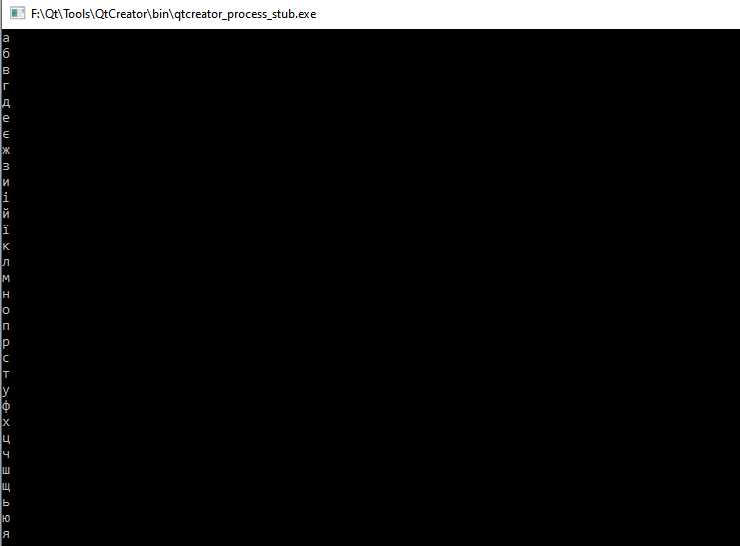 F:\Qt\Tools\QtCreator\bin\qtcreator_process_stub.exe
а
б
в
г
д
е
є
ж
з
и
і
й
ї
к
л
м
н
о
п
р
с
т
у
ф
х
ц
ч
ш
щ
ь
ю
я